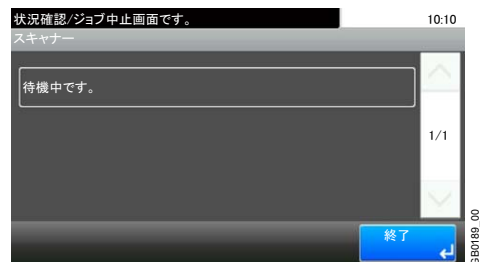 状況確認/ジョブ中止画面です。 10:10
スキャナー
待機中です。
1/1
終了
GB0189_00